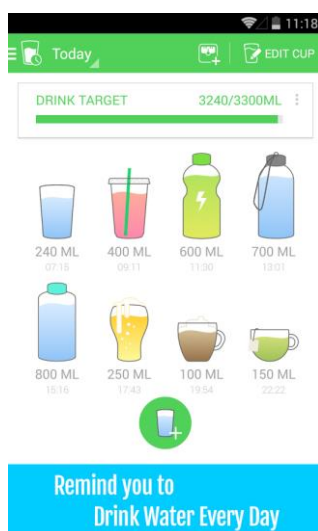 11:18
Today
EDIT CUP
DRINK TARGET 3240/3300ML
240 ML 400 ML 600 ML 700 ML
07:15 09:11 11:30 13:01
800 ML 250 ML 100 ML 150 ML
15:16 17:43 19:54 22:22
Remind you to
Drink Water Every Day